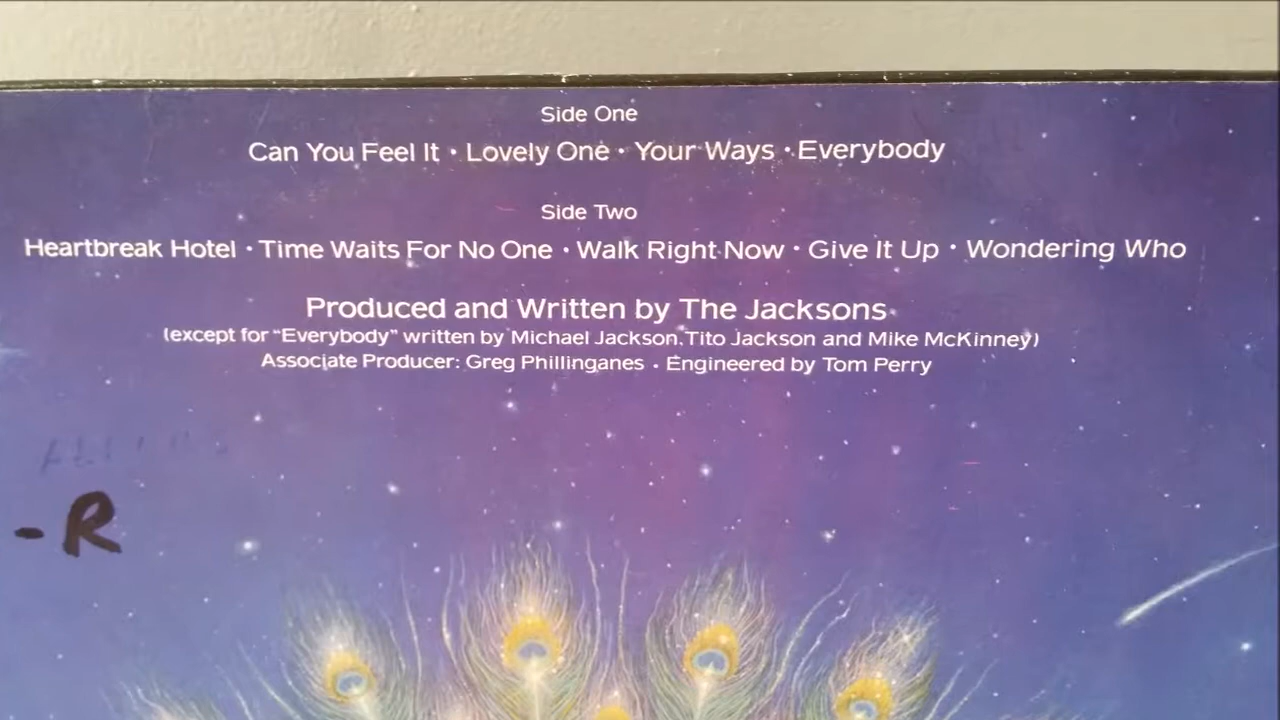 Side One
Can You Feel It • Lovely One • Your Ways • Everybody
Side Two
Heartbreak Hotel • Time Waits For No One • Walk Right Now • Give It Up • Wondering Who
Produced and Written by The Jacksons
(except for "Everybody" written by Michael Jackson, Tito Jackson and Mike McKinney)
Associate Producer: Greg Phillinganes • Engineered by Tom Perry
-R